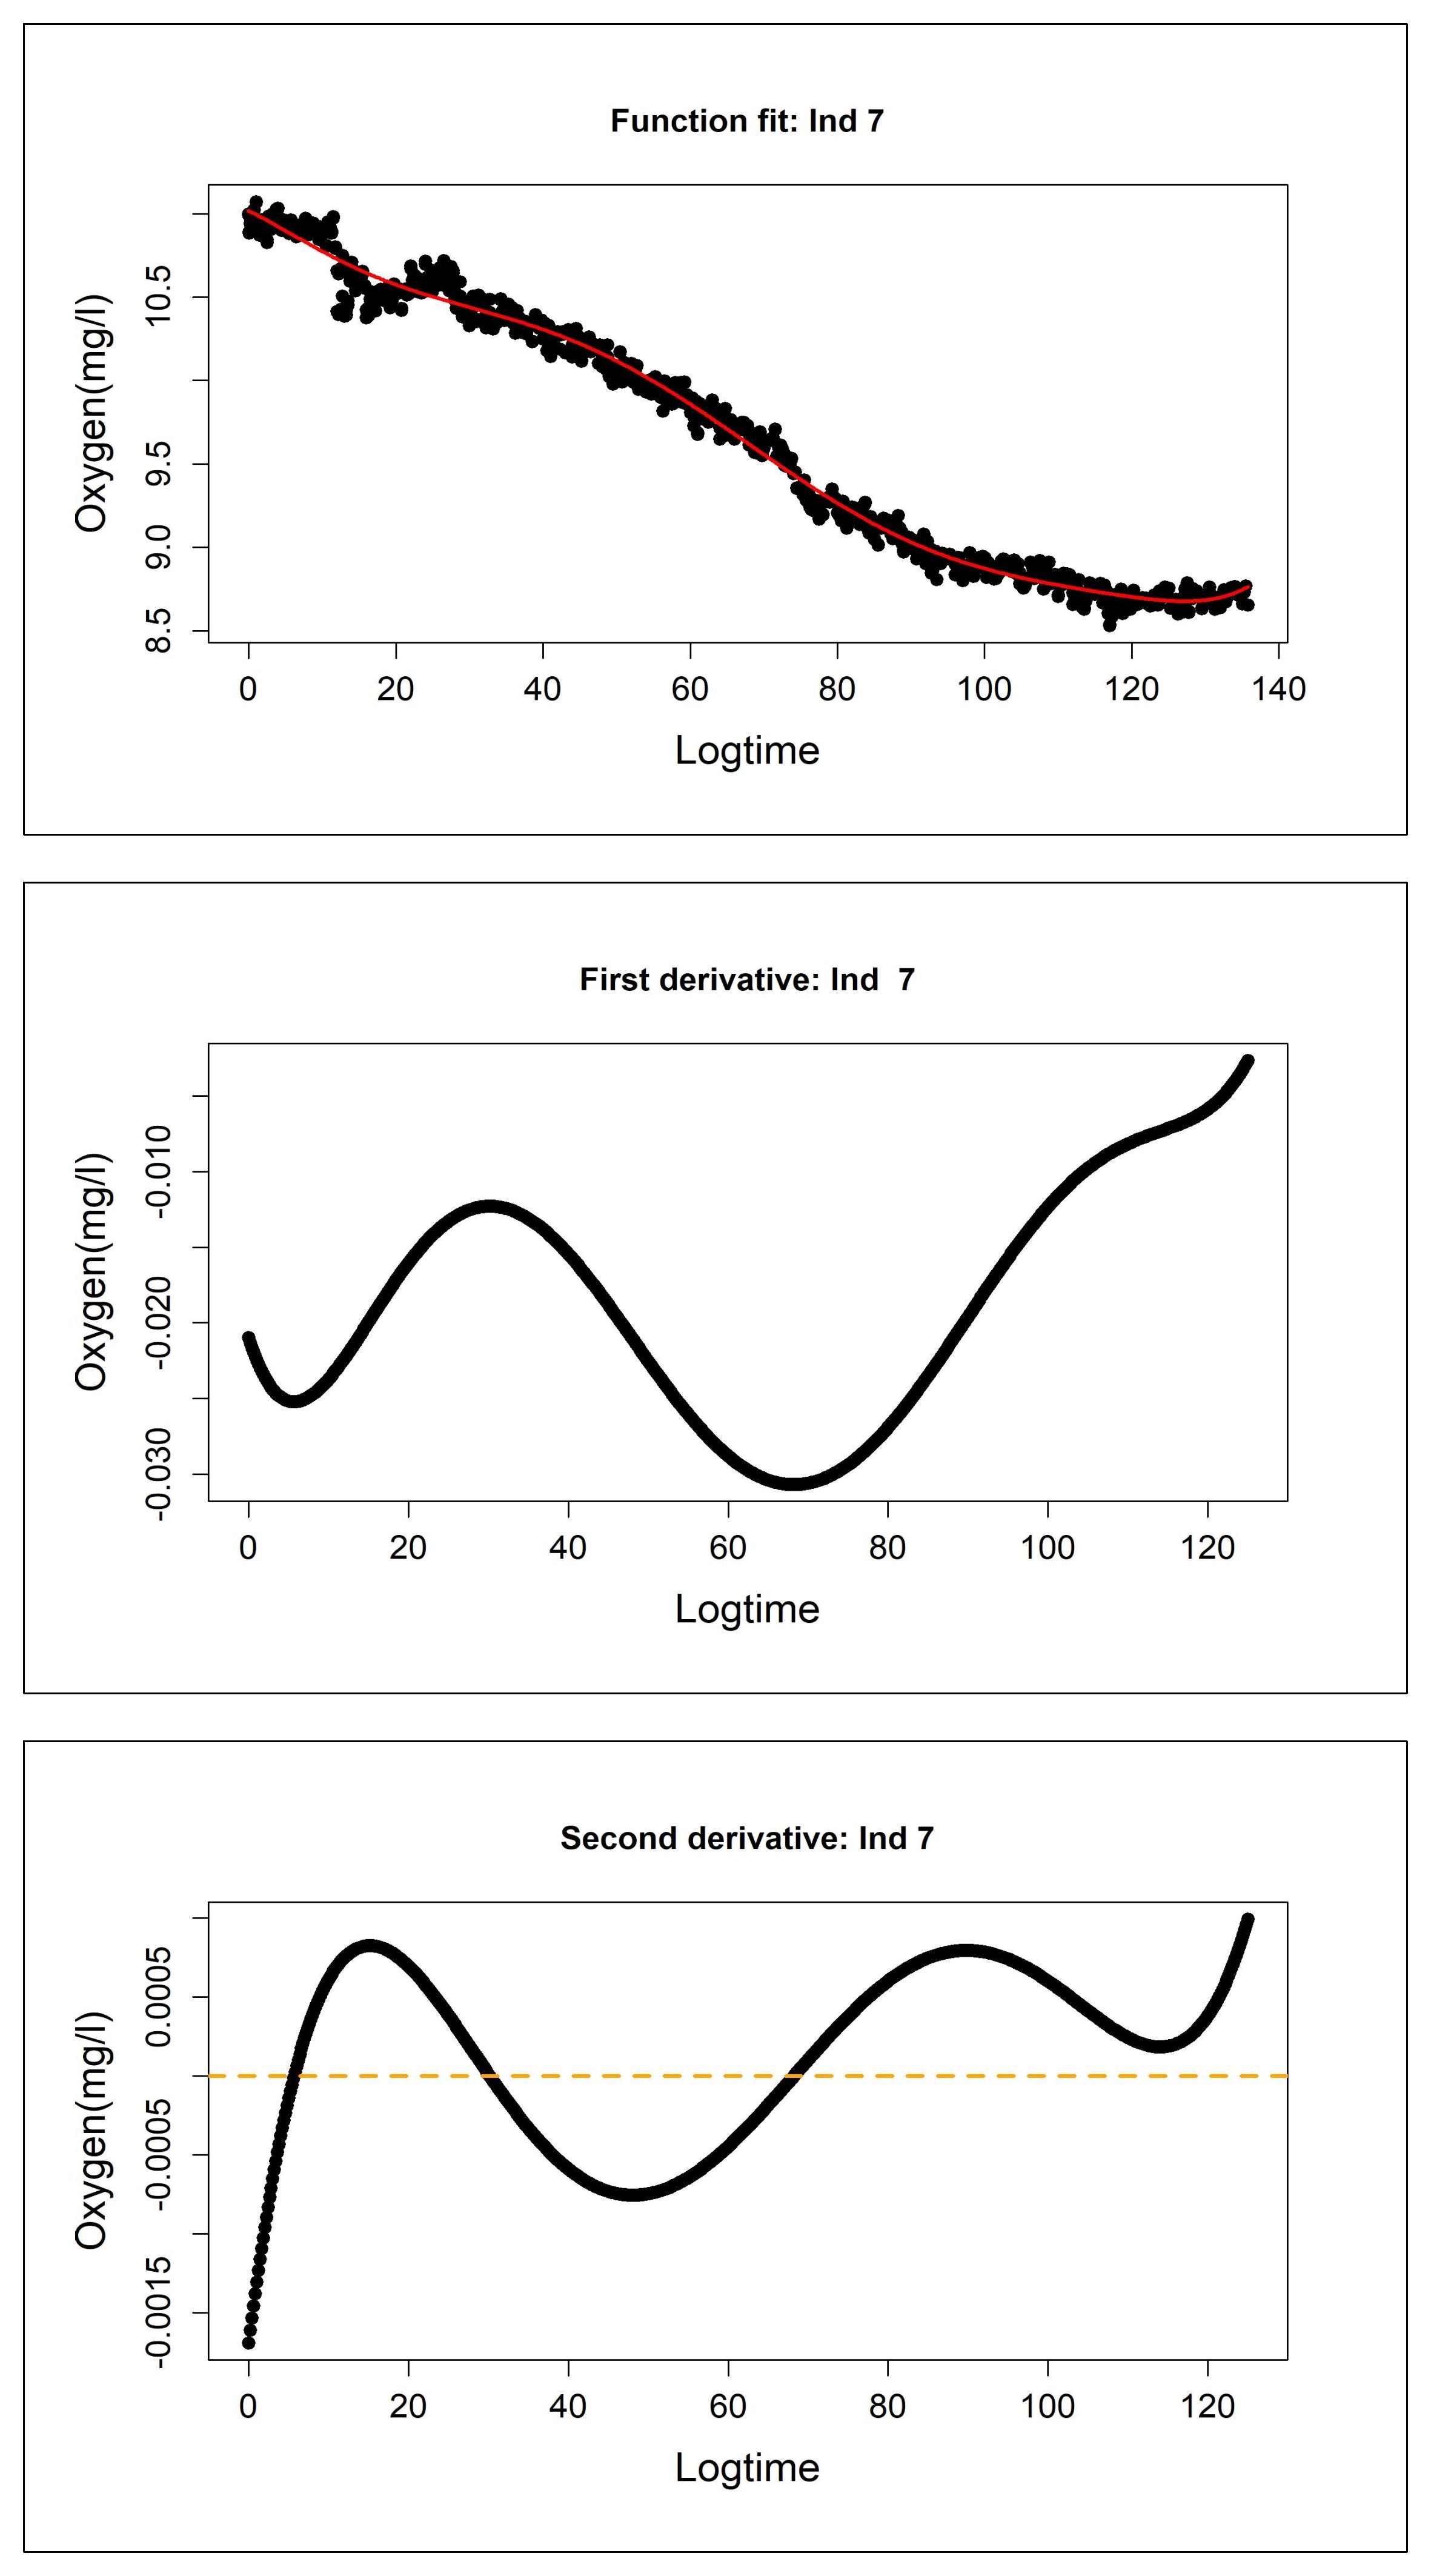 Function fit: Ind 7
Oxygen(mg/l)
10.5
9.5
9.0
8.5
0 20 40 60 80 100 120 140
Logtime
First derivative: Ind  7
Oxygen(mg/l)
-0.010
-0.020
-0.030
0 20 40 60 80 100 120
Logtime
Second derivative: Ind 7
Oxygen(mg/l)
0.0005
-0.0005
-0.0015
0 20 40 60 80 100 120
Logtime